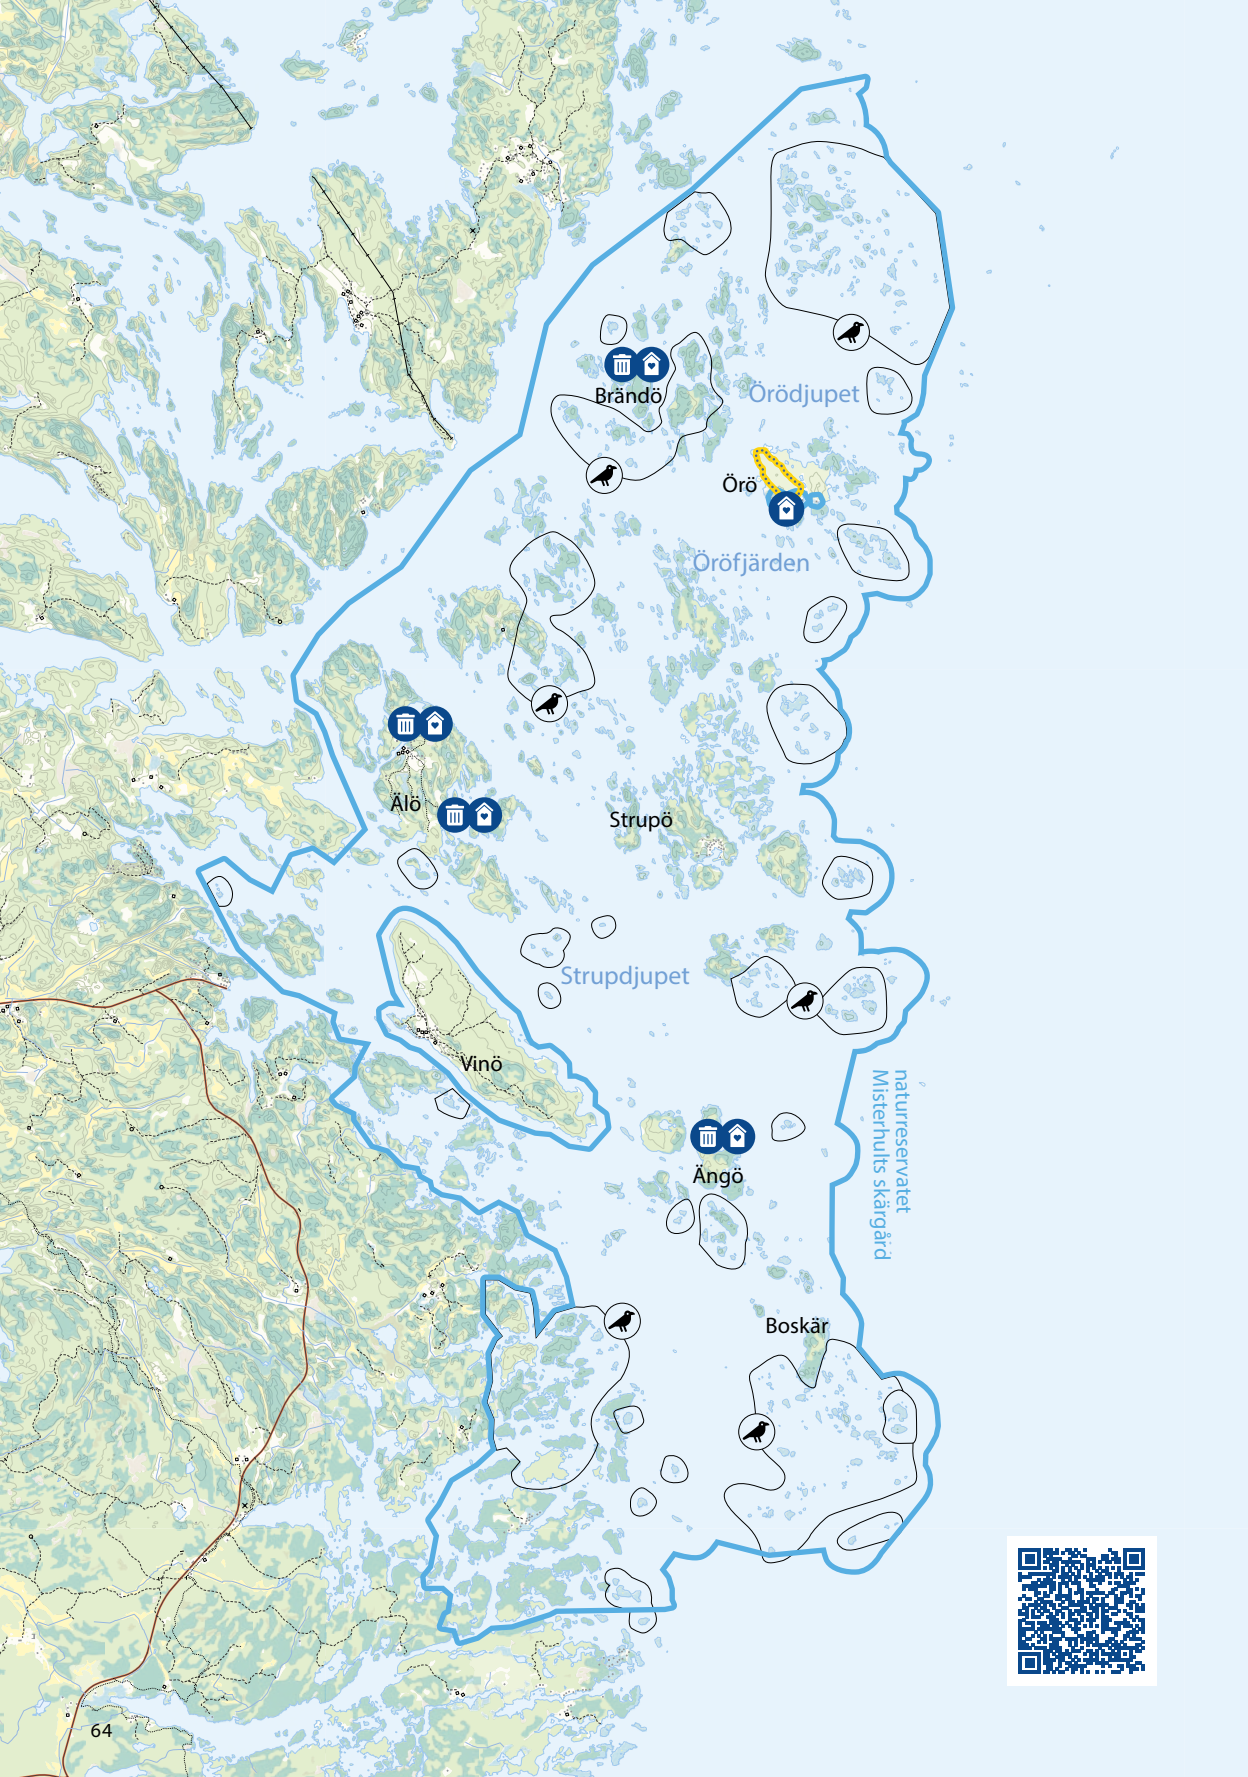 Brändö
Örödjupet
Örö
Öröfjärden
Älö
Strupö
Strupdjupet
Vinö
naturreservatet
Misterhults skärgård
Ängö
Boskär
64